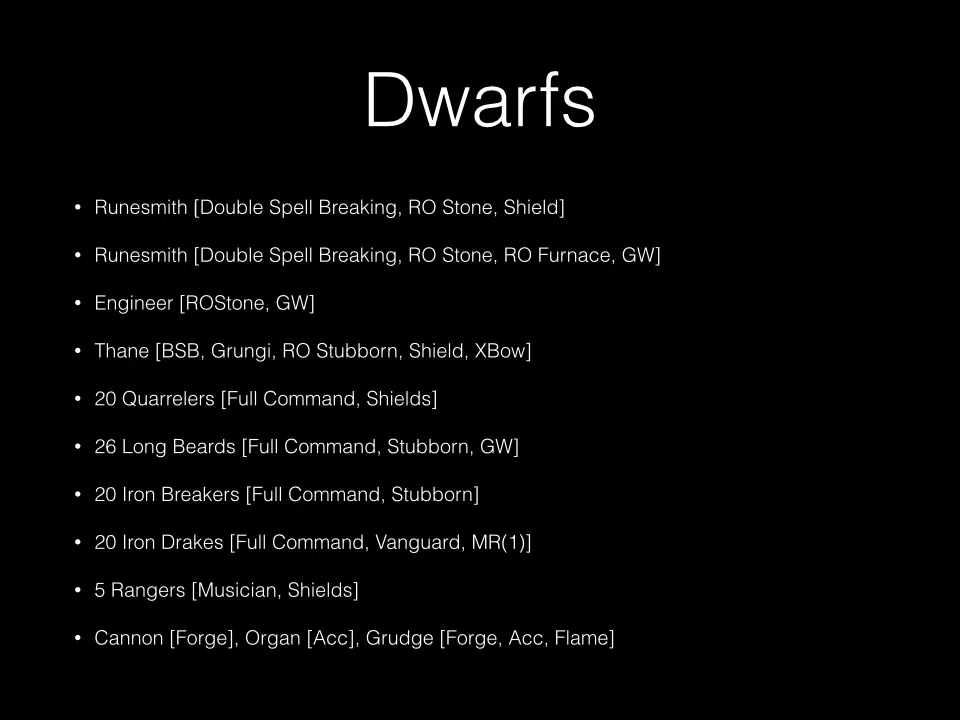 Dwarfs
• Runesmith [Double Spell Breaking, RO Stone, Shield]
• Runesmith [Double Spell Breaking, RO Stone, RO Furnace, GW]
• Engineer [ROStone, GW]
• Thane [BSB, Grungi, RO Stubborn, Shield, XBow]
• 20 Quarrelers [Full Command, Shields]
• 26 Long Beards [Full Command, Stubborn, GW]
• 20 Iron Breakers [Full Command, Stubborn]
• 20 Iron Drakes [Full Command, Vanguard, MR(1)]
• 5 Rangers [Musician, Shields]
• Cannon [Forge], Organ [Acc], Grudge [Forge, Acc, Flame]